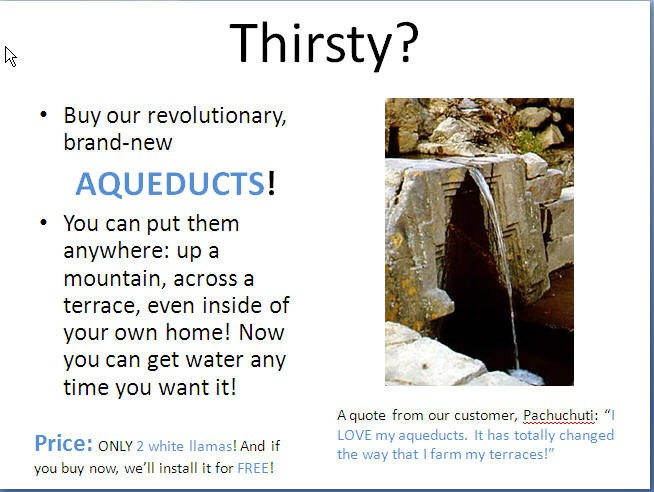 Thirsty?
• Buy our revolutionary,
brand-new
AQUEDUCTS!
• You can put them
anywhere: up a
mountain, across a
terrace, even inside of
your own home! Now
you can get water any
time you want it!
Price: ONLY 2 white llamas! And if
you buy now, we'll install it for FREE!
A quote from our customer, Pachuchuti: “I
LOVE my aqueducts. It has totally changed
the way that I farm my terraces!”